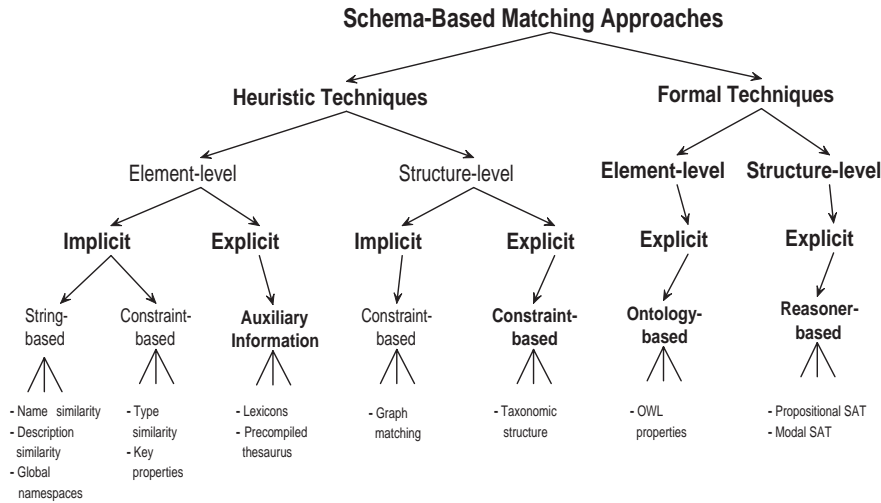 Schema-Based Matching Approaches
Heuristic Techniques
Formal Techniques
Element-level
Structure-level
Element-level
Structure-level
Implicit
Explicit
Implicit
Explicit
Explicit
Explicit
String-
based
Constraint-
based
Auxiliary
Information
Constraint-
based
Constraint-
based
Ontology-
based
Reasoner-
based
- Name similarity
- Description
similarity
- Global
namespaces
- Type
similarity
- Key
properties
- Lexicons
- Precompiled
thesaurus
- Graph
matching
- Taxonomic
structure
- OWL
properties
- Propositional SAT
- Modal SAT